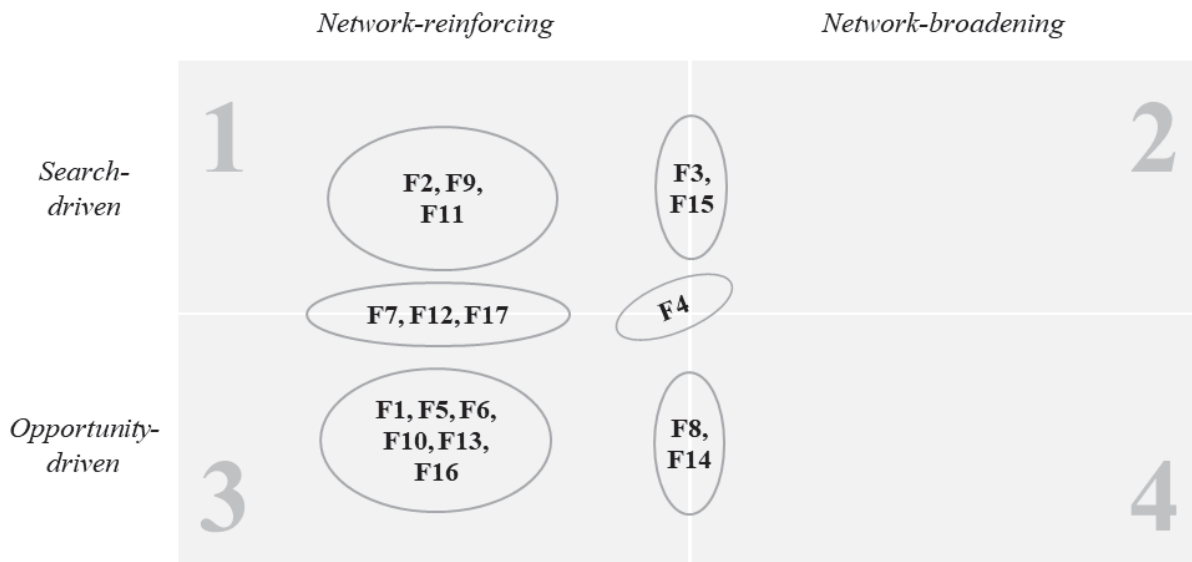 Network-reinforcing
Network-broadening
1
2
Search-
driven
F2, F9,
F11
F3,
F15
F7, F12, F17
F4
Opportunity-
driven
F1, F5, F6,
F10, F13,
F16
F8,
F14
3
4